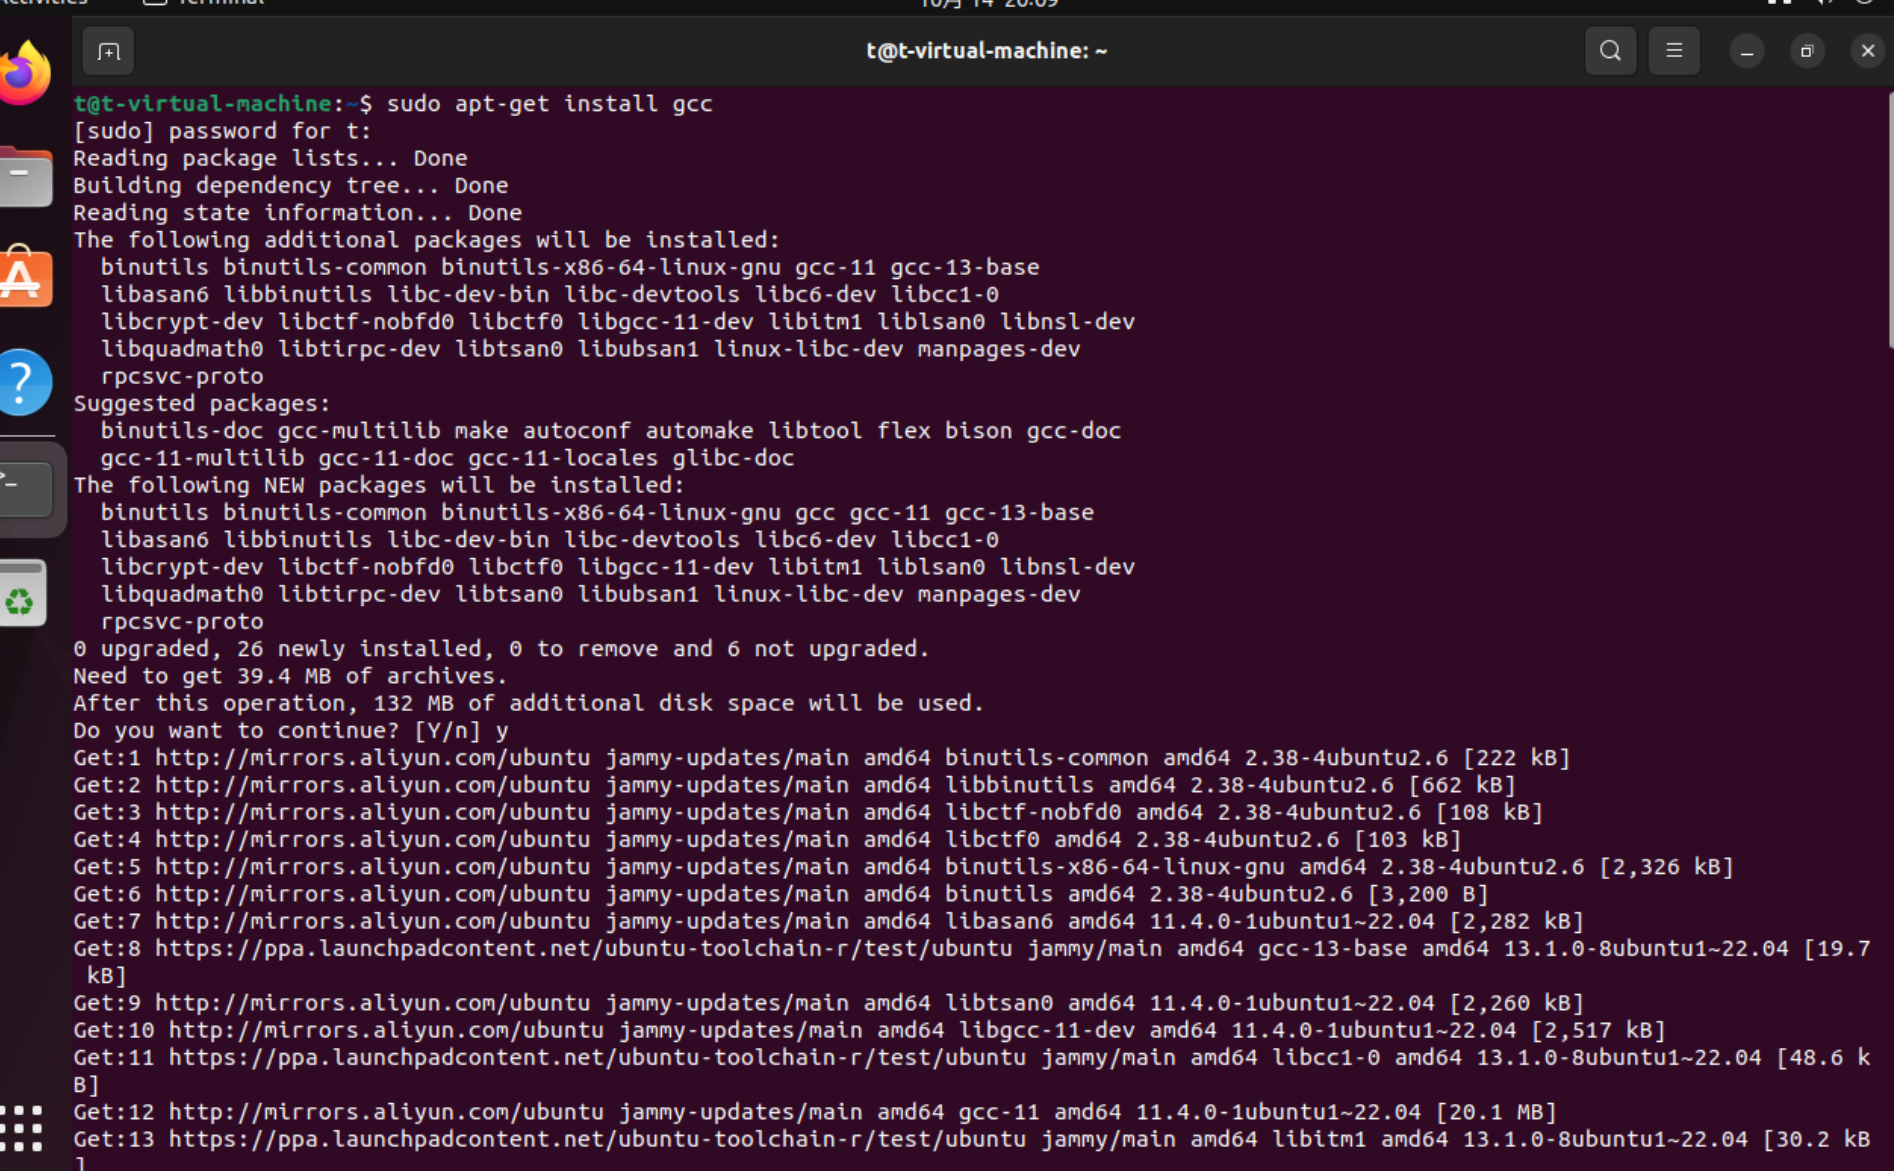 Activities Terminal 10月 14 20:09
t@t-virtual-machine: ~
t@t-virtual-machine:~$ sudo apt-get install gcc
[sudo] password for t:
Reading package lists... Done
Building dependency tree... Done
Reading state information... Done
The following additional packages will be installed:
  binutils binutils-common binutils-x86-64-linux-gnu gcc-11 gcc-13-base
  libasan6 libbinutils libc-dev-bin libc-devtools libc6-dev libcc1-0
  libcrypt-dev libctf-nobfd0 libctf0 libgcc-11-dev libitm1 liblsan0 libnsl-dev
  libquadmath0 libtirpc-dev libtsan0 libubsan1 linux-libc-dev manpages-dev
  rpcsvc-proto
Suggested packages:
  binutils-doc gcc-multilib make autoconf automake libtool flex bison gcc-doc
  gcc-11-multilib gcc-11-doc gcc-11-locales glibc-doc
The following NEW packages will be installed:
  binutils binutils-common binutils-x86-64-linux-gnu gcc gcc-11 gcc-13-base
  libasan6 libbinutils libc-dev-bin libc-devtools libc6-dev libcc1-0
  libcrypt-dev libctf-nobfd0 libctf0 libgcc-11-dev libitm1 liblsan0 libnsl-dev
  libquadmath0 libtirpc-dev libtsan0 libubsan1 linux-libc-dev manpages-dev
  rpcsvc-proto
0 upgraded, 26 newly installed, 0 to remove and 6 not upgraded.
Need to get 39.4 MB of archives.
After this operation, 132 MB of additional disk space will be used.
Do you want to continue? [Y/n] y
Get:1 http://mirrors.aliyun.com/ubuntu jammy-updates/main amd64 binutils-common amd64 2.38-4ubuntu2.6 [222 kB]
Get:2 http://mirrors.aliyun.com/ubuntu jammy-updates/main amd64 libbinutils amd64 2.38-4ubuntu2.6 [662 kB]
Get:3 http://mirrors.aliyun.com/ubuntu jammy-updates/main amd64 libctf-nobfd0 amd64 2.38-4ubuntu2.6 [108 kB]
Get:4 http://mirrors.aliyun.com/ubuntu jammy-updates/main amd64 libctf0 amd64 2.38-4ubuntu2.6 [103 kB]
Get:5 http://mirrors.aliyun.com/ubuntu jammy-updates/main amd64 binutils-x86-64-linux-gnu amd64 2.38-4ubuntu2.6 [2,326 kB]
Get:6 http://mirrors.aliyun.com/ubuntu jammy-updates/main amd64 binutils amd64 2.38-4ubuntu2.6 [3,200 B]
Get:7 http://mirrors.aliyun.com/ubuntu jammy-updates/main amd64 libasan6 amd64 11.4.0-1ubuntu1~22.04 [2,282 kB]
Get:8 https://ppa.launchpadcontent.net/ubuntu-toolchain-r/test/ubuntu jammy/main amd64 gcc-13-base amd64 13.1.0-8ubuntu1~22.04 [19.7
 kB]
Get:9 http://mirrors.aliyun.com/ubuntu jammy-updates/main amd64 libtsan0 amd64 11.4.0-1ubuntu1~22.04 [2,260 kB]
Get:10 http://mirrors.aliyun.com/ubuntu jammy-updates/main amd64 libgcc-11-dev amd64 11.4.0-1ubuntu1~22.04 [2,517 kB]
Get:11 https://ppa.launchpadcontent.net/ubuntu-toolchain-r/test/ubuntu jammy/main amd64 libcc1-0 amd64 13.1.0-8ubuntu1~22.04 [48.6 k
B]
Get:12 http://mirrors.aliyun.com/ubuntu jammy-updates/main amd64 gcc-11 amd64 11.4.0-1ubuntu1~22.04 [20.1 MB]
Get:13 https://ppa.launchpadcontent.net/ubuntu-toolchain-r/test/ubuntu jammy/main amd64 libitm1 amd64 13.1.0-8ubuntu1~22.04 [30.2 kB
]